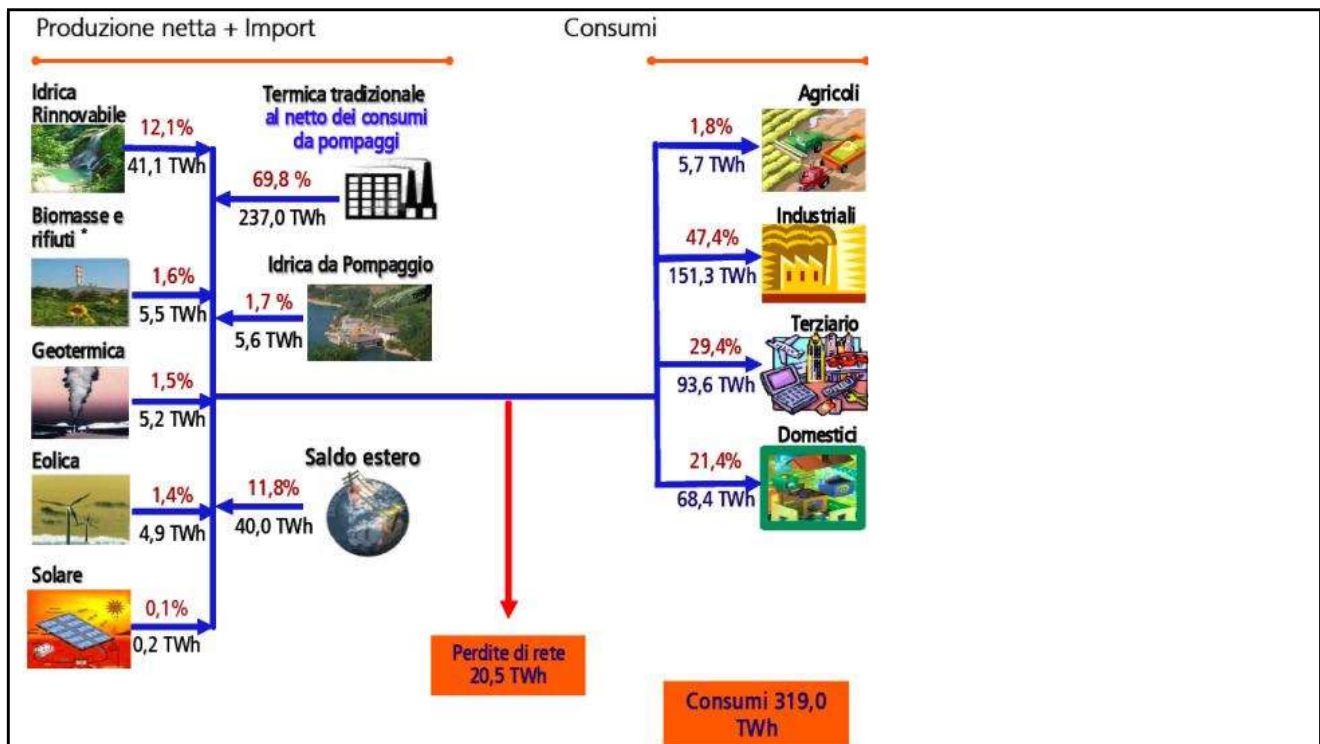 Produzione netta + Import
Consumi
Idrica
Rinnovabile
12,1%
41,1 TWh
Termica tradizionale
al netto dei consumi
da pompaggi
69,8 %
237,0 TWh
Biomasse e
rifiuti *
1,6%
5,5 TWh
Idrica da Pompaggio
1,7 %
5,6 TWh
Geotermica
1,5%
5,2 TWh
Eolica
1,4%
4,9 TWh
Saldo estero
11,8%
40,0 TWh
Solare
0,1%
0,2 TWh
Perdite di rete
20,5 TWh
Agricoli
1,8%
5,7 TWh
Industriali
47,4%
151,3 TWh
Terziario
29,4%
93,6 TWh
Domestici
21,4%
68,4 TWh
Consumi 319,0
TWh